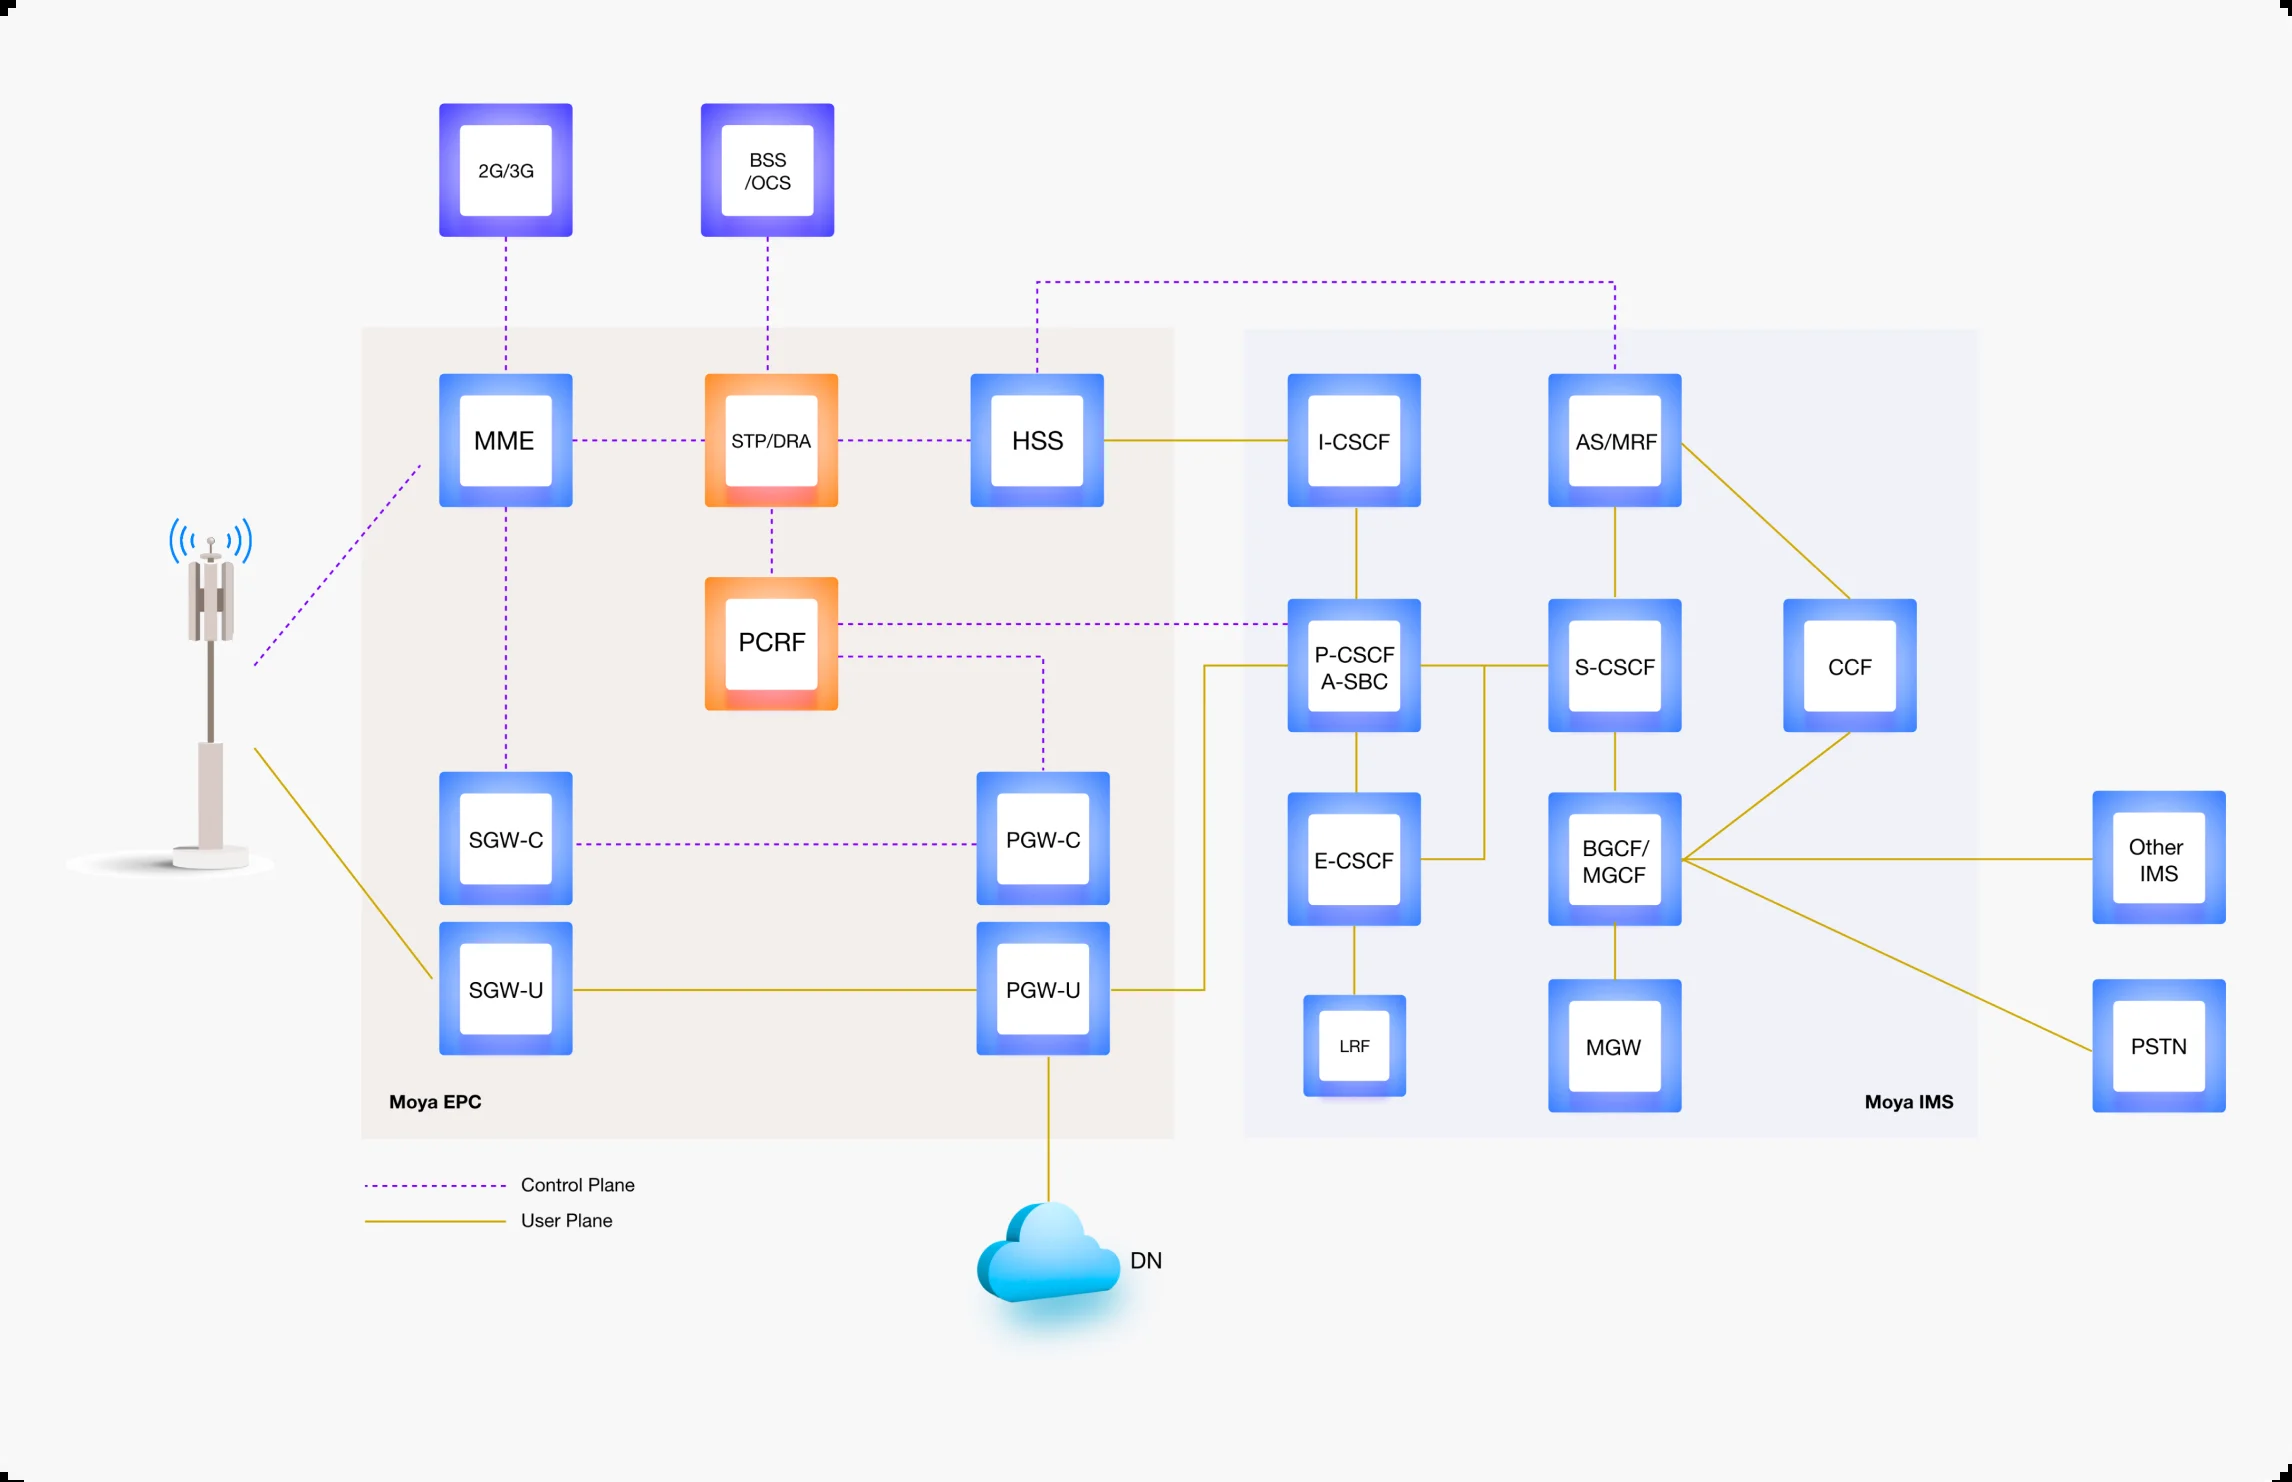 2G/3G
BSS
/OCS
MME
STP/DRA
HSS
I-CSCF
AS/MRF
PCRF
P-CSCF
A-SBC
S-CSCF
CCF
SGW-C
PGW-C
E-CSCF
BGCF/
MGCF
Other
IMS
SGW-U
PGW-U
LRF
MGW
PSTN
Moya EPC
Moya IMS
Control Plane
User Plane
DN